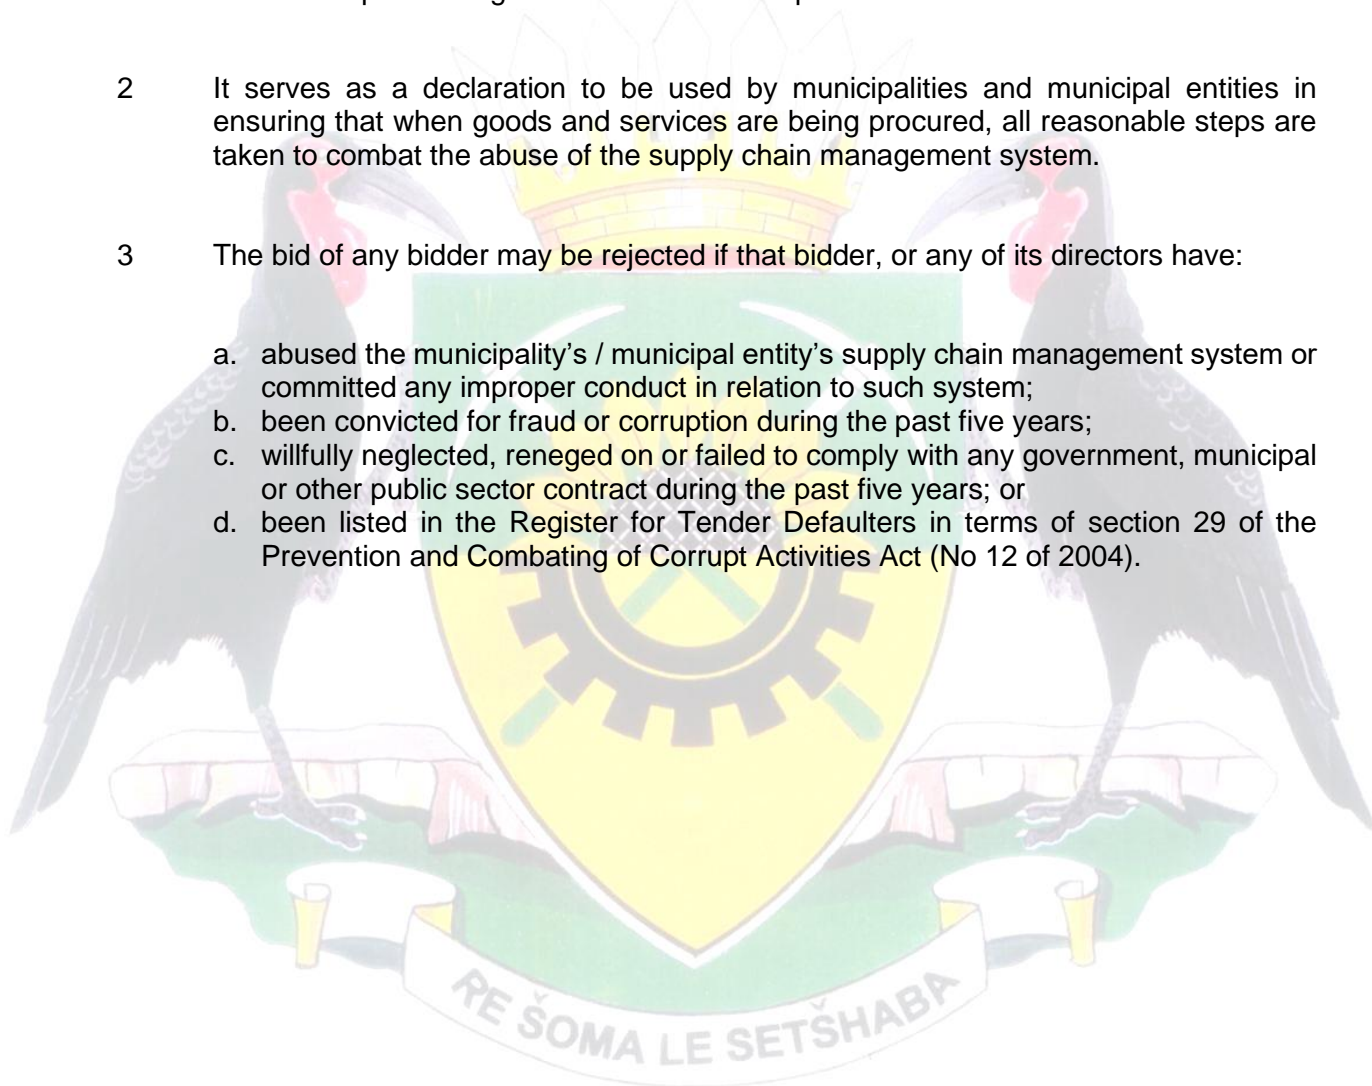 2 It serves as a declaration to be used by municipalities and municipal entities in
ensuring that when goods and services are being procured, all reasonable steps are
taken to combat the abuse of the supply chain management system.
3 The bid of any bidder may be rejected if that bidder, or any of its directors have:
a. abused the municipality’s / municipal entity’s supply chain management system or
committed any improper conduct in relation to such system;
b. been convicted for fraud or corruption during the past five years;
c. willfully neglected, reneged on or failed to comply with any government, municipal
or other public sector contract during the past five years; or
d. been listed in the Register for Tender Defaulters in terms of section 29 of the
Prevention and Combating of Corrupt Activities Act (No 12 of 2004).
RE ŠOMA LE SETŠHABA